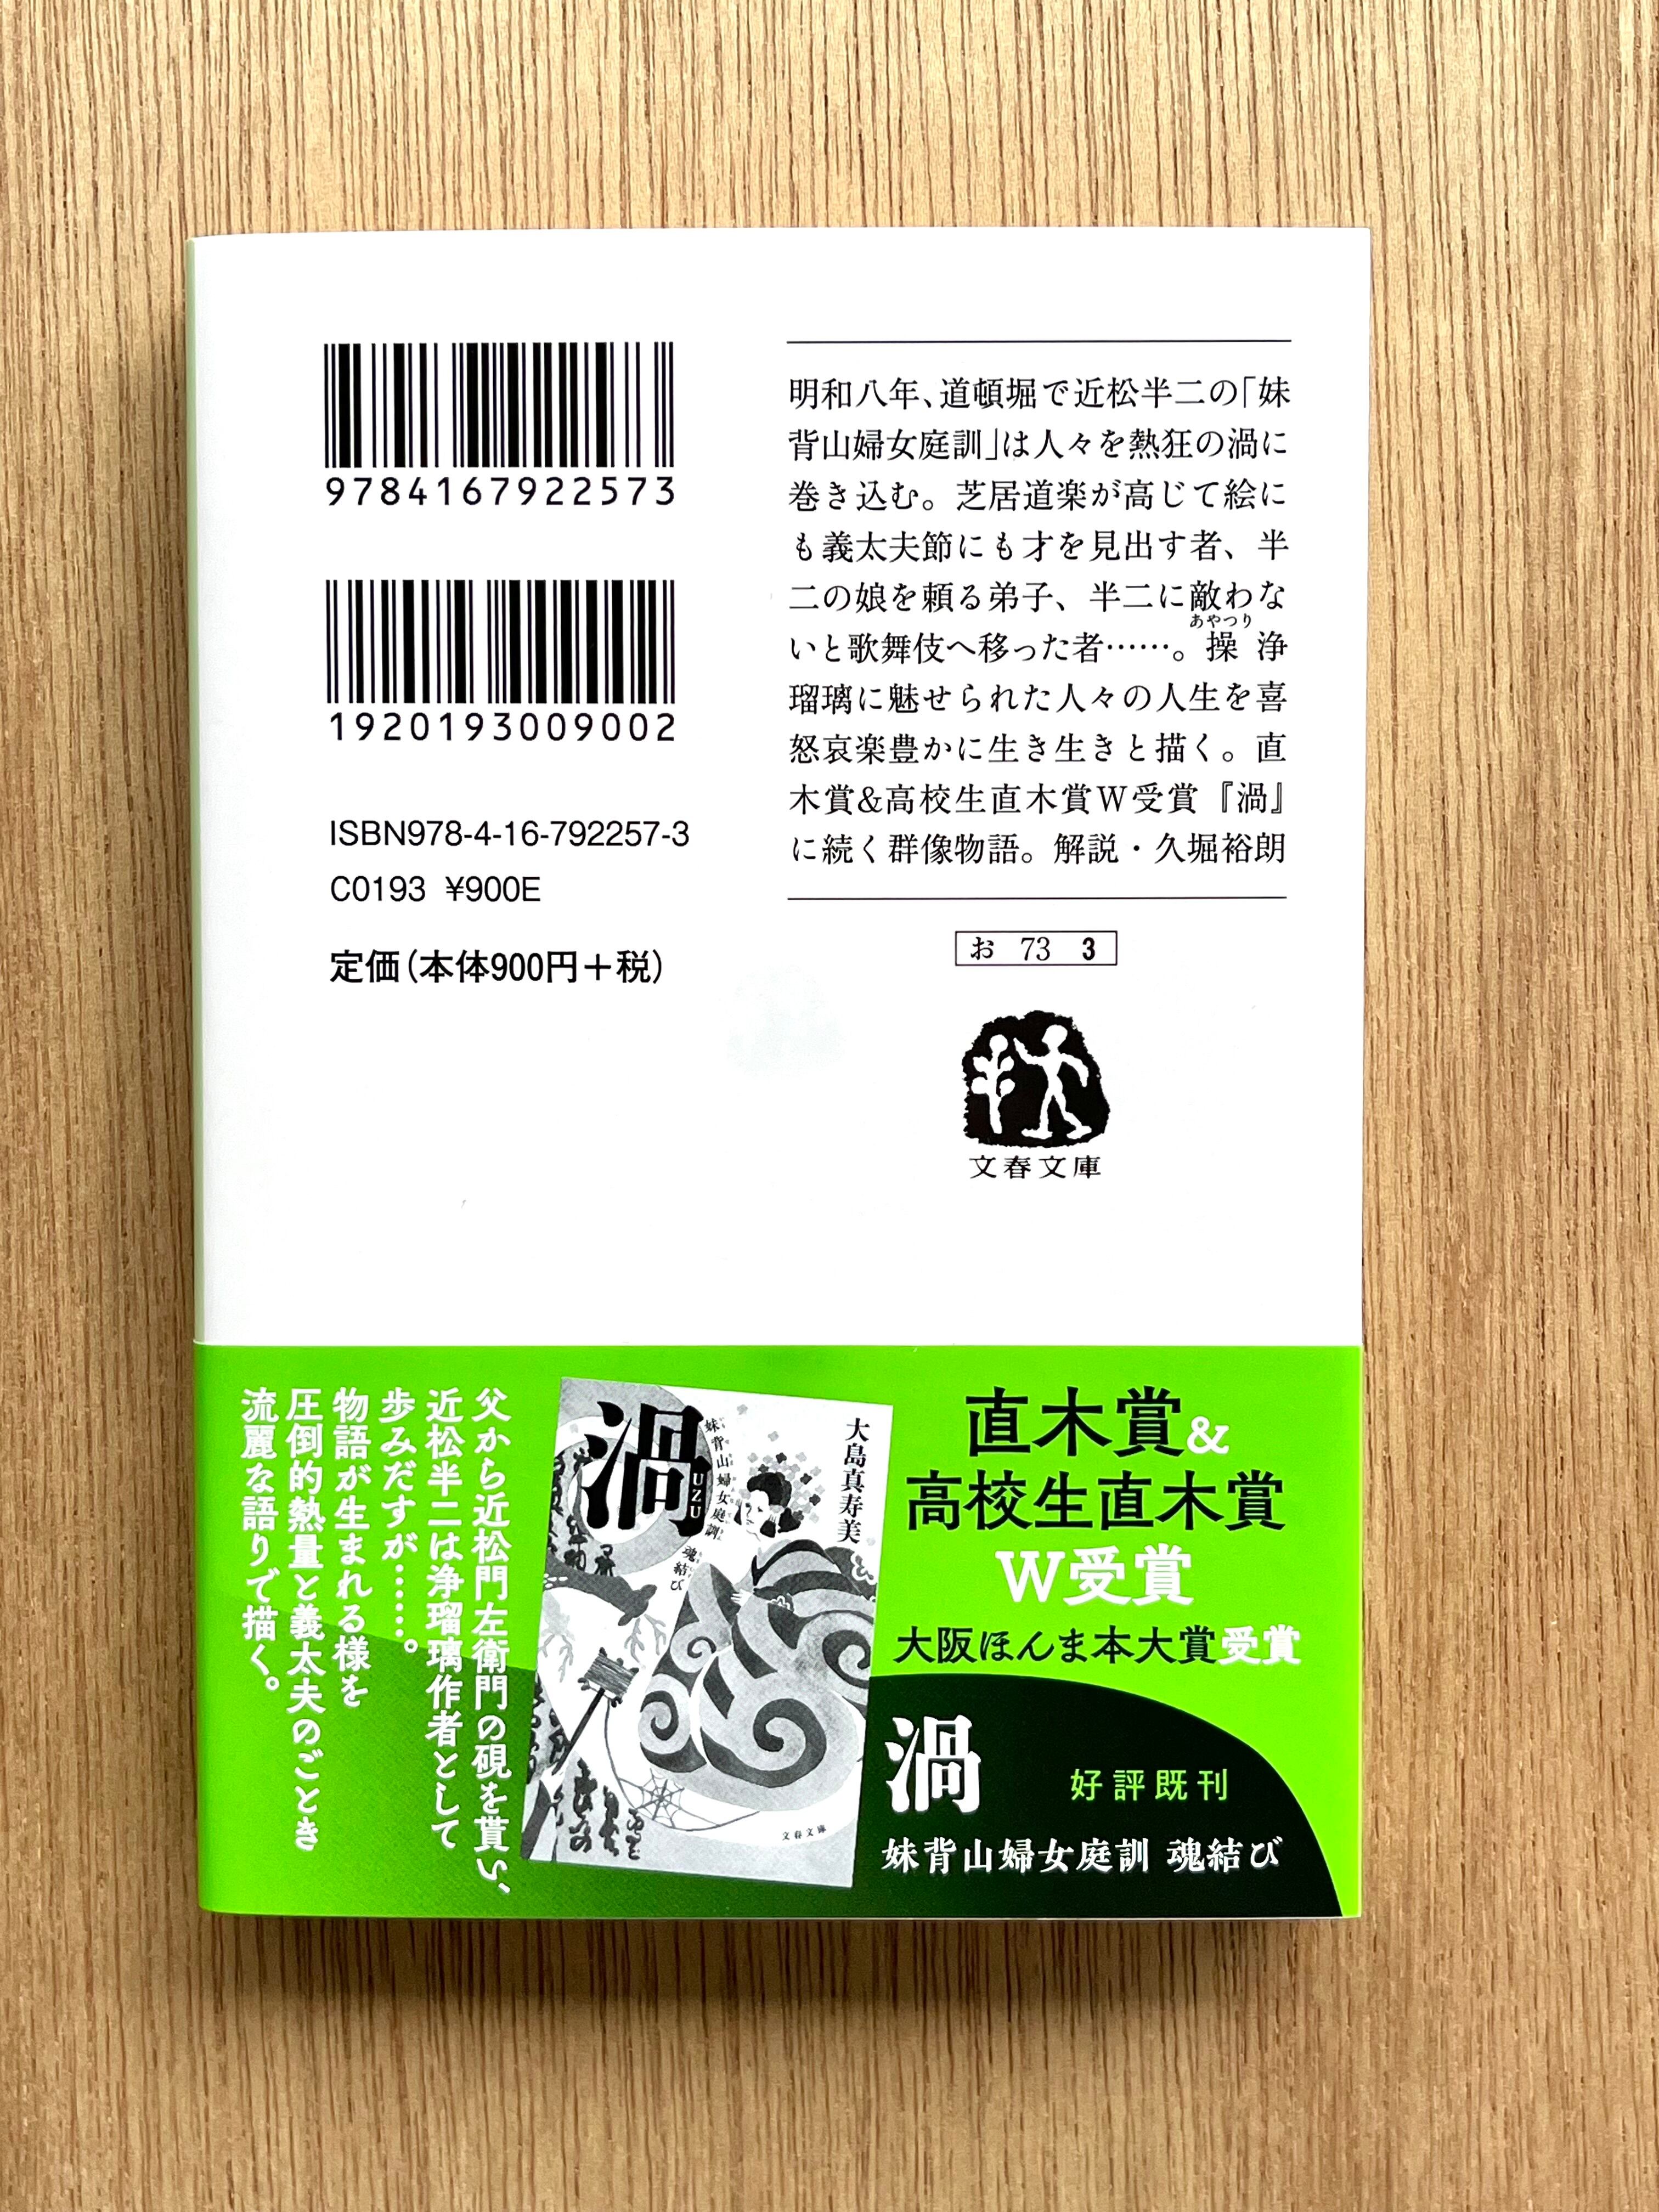 9784167922573
1920193009002
ISBN978-4-16-792257-3
C0193 ¥900E
定価(本体900円+税)
明和八年、道頓堀で近松半二の「妹
背山婦女庭訓」は人々を熱狂の渦に
巻き込む。芝居道楽が高じて絵に
も義太夫節にも才を見出す者、半
二の娘を頼る弟子、半二に敵わな
あやつり
いと歌舞伎へ移った者……。操浄
瑠璃に魅せられた人々の人生を喜
怒哀楽豊かに生き生きと描く。直
木賞&高校生直木賞W受賞『渦』
に続く群像物語。解説・久堀裕朗
お 73 3
文春文庫
直木賞&
高校生直木賞
W受賞
大阪ほんま本大賞受賞
渦
好評既刊
妹背山婦女庭訓 魂結び
大島真寿美
渦
UZU
妹背山婦女庭訓
魂結び
文春文庫
父から近松門左衛門の硯を貰い、
近松半二は浄瑠璃作者として
歩みだすが……。
物語が生まれる様を
圧倒的熱量と義太夫のごとき
流麗な語りで描く。